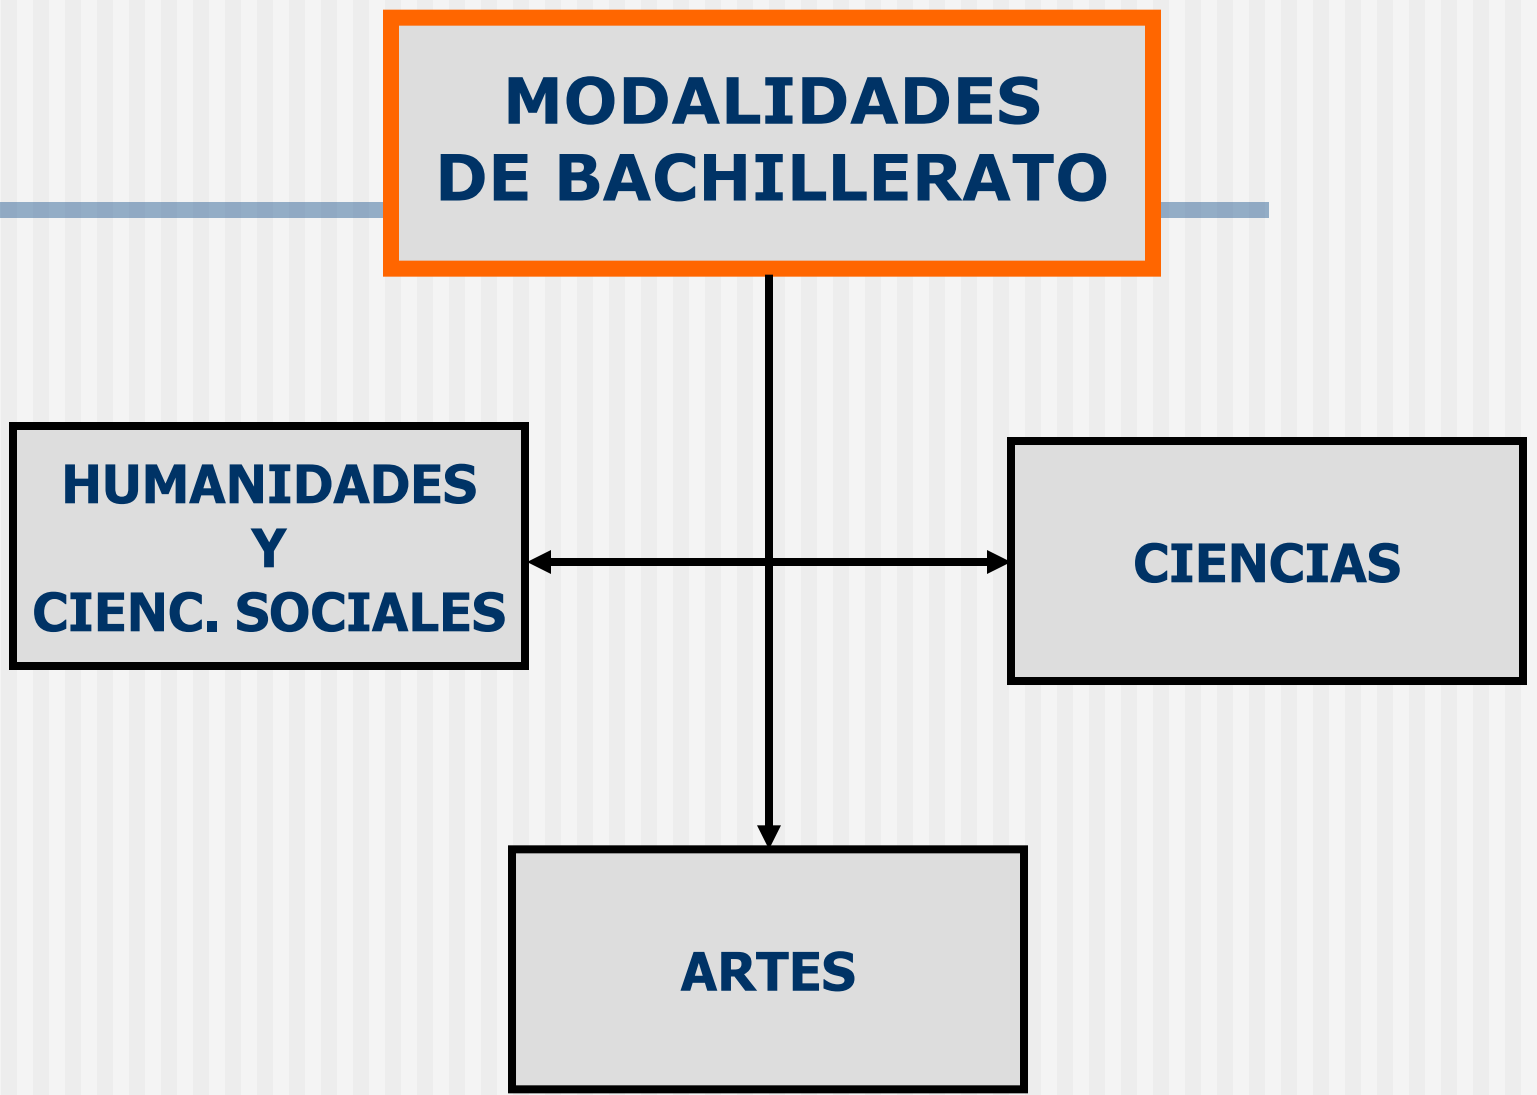 MODALIDADES
DE BACHILLERATO
HUMANIDADES
Y
CIENC. SOCIALES
CIENCIAS
ARTES